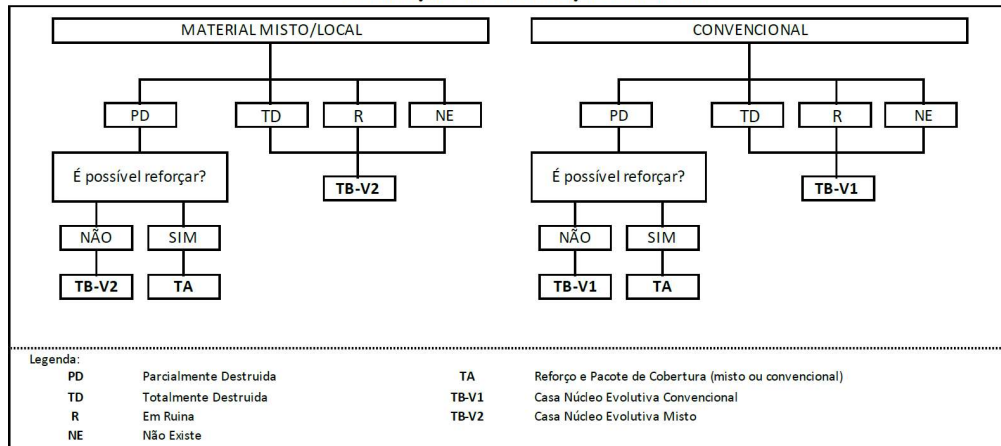 MATERIAL MISTO/LOCAL CONVENCIONAL
PD TD R NE PD TD R NE
É possível reforçar? TB-V2 É possível reforçar? TB-V1
NÃO SIM NÃO SIM
TB-V2 TA TB-V1 TA
Legenda:
PD Parcialmente Destruida TA Reforço e Pacote de Cobertura (misto ou convencional)
TD Totalmente Destruida TB-V1 Casa Núcleo Evolutiva Convencional
R Em Ruina TB-V2 Casa Núcleo Evolutiva Misto
NE Não Existe